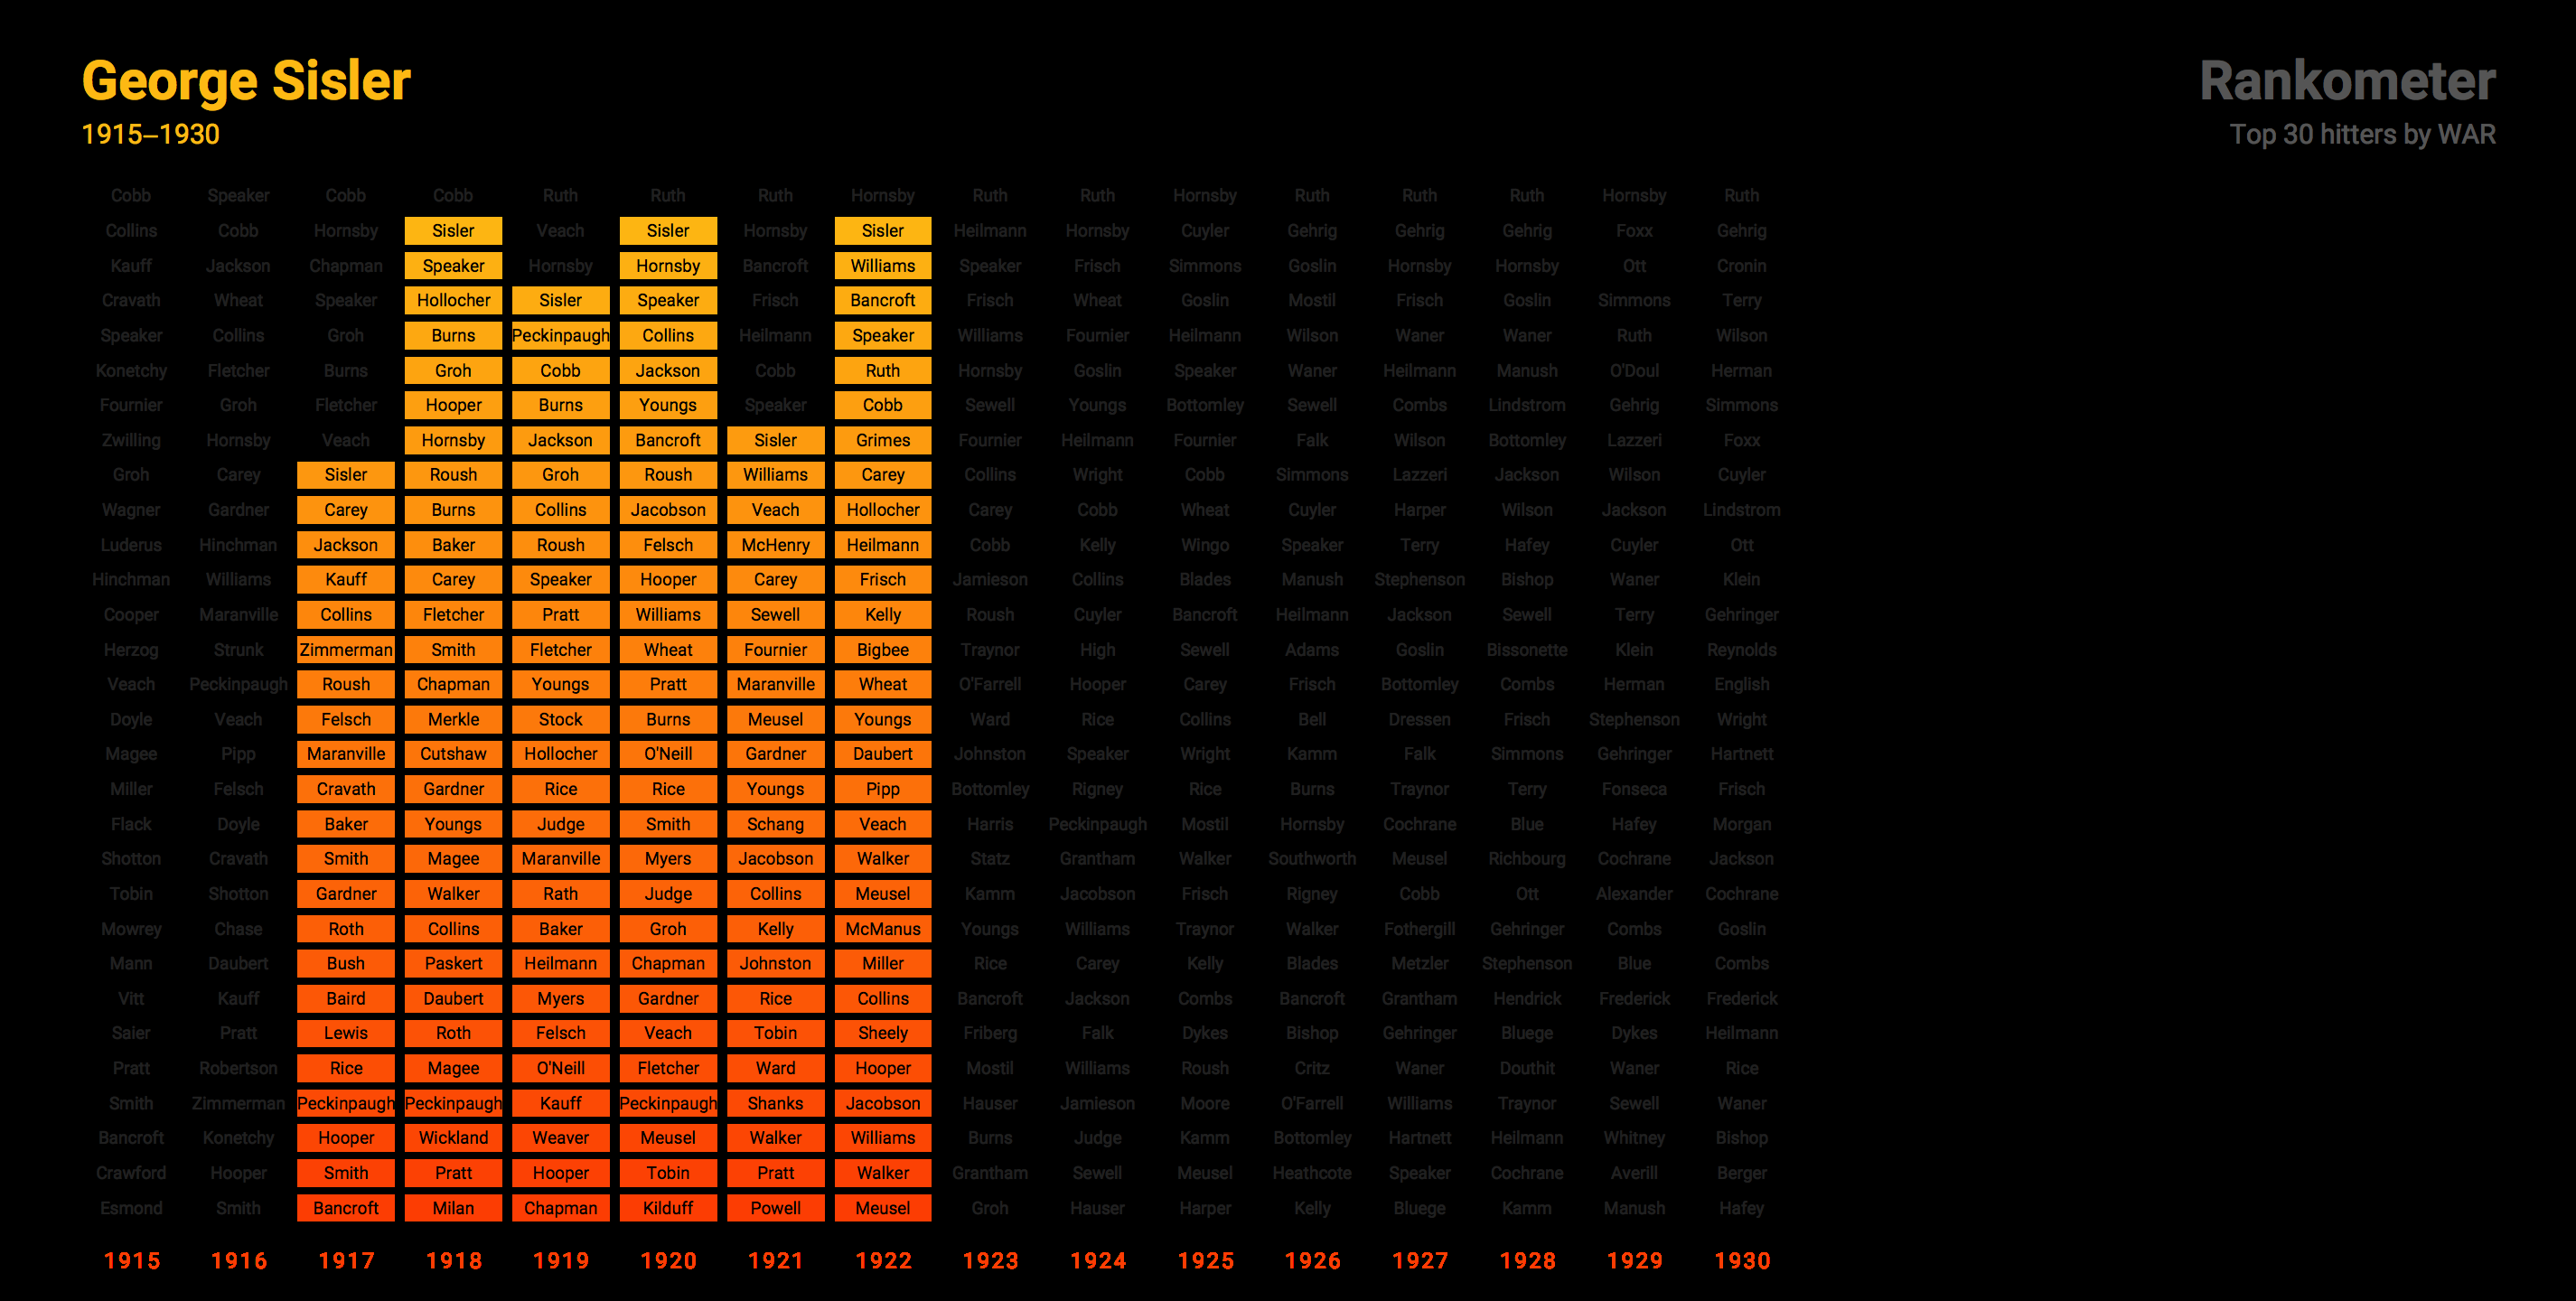 George Sisler
1915–1930
Rankometer
Top 30 hitters by WAR
Cobb Speaker Cobb Cobb Ruth Ruth Ruth Hornsby Ruth Ruth Hornsby Ruth Ruth Ruth Hornsby Ruth
Collins Cobb Hornsby Sisler Veach Sisler Hornsby Sisler Heilmann Hornsby Cuyler Gehrig Gehrig Gehrig Foxx Gehrig
Kauff Jackson Chapman Speaker Hornsby Hornsby Bancroft Williams Speaker Frisch Simmons Goslin Hornsby Hornsby Ott Cronin
Cravath Wheat Speaker Hollocher Sisler Speaker Frisch Bancroft Frisch Wheat Goslin Mostil Frisch Goslin Simmons Terry
Speaker Collins Groh Burns Peckinpaugh Collins Heilmann Speaker Williams Fournier Heilmann Wilson Waner Waner Ruth Wilson
Konetchy Fletcher Burns Groh Cobb Jackson Cobb Ruth Hornsby Goslin Speaker Waner Heilmann Manush O'Doul Herman
Fournier Groh Fletcher Hooper Burns Youngs Speaker Cobb Sewell Youngs Bottomley Sewell Combs Lindstrom Gehrig Simmons
Zwilling Hornsby Veach Hornsby Jackson Bancroft Sisler Grimes Fournier Heilmann Fournier Falk Wilson Bottomley Lazzeri Foxx
Groh Carey Sisler Roush Groh Roush Williams Carey Collins Wright Cobb Simmons Lazzeri Jackson Wilson Cuyler
Wagner Gardner Carey Burns Collins Jacobson Veach Hollocher Carey Cobb Wheat Cuyler Harper Wilson Jackson Lindstrom
Luderus Hinchman Jackson Baker Roush Felsch McHenry Heilmann Cobb Kelly Wingo Speaker Terry Hafey Cuyler Ott
Hinchman Williams Kauff Carey Speaker Hooper Carey Frisch Jamieson Collins Blades Manush Stephenson Bishop Waner Klein
Cooper Maranville Collins Fletcher Pratt Williams Sewell Kelly Roush Cuyler Bancroft Heilmann Jackson Sewell Terry Gehringer
Herzog Strunk Zimmerman Smith Fletcher Wheat Fournier Bigbee Traynor High Sewell Adams Goslin Bissonette Klein Reynolds
Veach Peckinpaugh Roush Chapman Youngs Pratt Maranville Wheat O'Farrell Hooper Carey Frisch Bottomley Combs Herman English
Doyle Veach Felsch Merkle Stock Burns Meusel Youngs Ward Rice Collins Bell Dressen Frisch Stephenson Wright
Magee Pipp Maranville Cutshaw Hollocher O'Neill Gardner Daubert Johnston Speaker Wright Kamm Falk Simmons Gehringer Hartnett
Miller Felsch Cravath Gardner Rice Rice Youngs Pipp Bottomley Rigney Rice Burns Traynor Terry Fonseca Frisch
Flack Doyle Baker Youngs Judge Smith Schang Veach Harris Peckinpaugh Mostil Hornsby Cochrane Blue Hafey Morgan
Shotton Cravath Smith Magee Maranville Myers Jacobson Walker Statz Grantham Walker Southworth Meusel Richbourg Cochrane Jackson
Tobin Shotton Gardner Walker Rath Judge Collins Meusel Kamm Jacobson Frisch Rigney Cobb Ott Alexander Cochrane
Mowrey Chase Roth Collins Baker Groh Kelly McManus Youngs Williams Traynor Walker Fothergill Gehringer Combs Goslin
Mann Daubert Bush Paskert Heilmann Chapman Johnston Miller Rice Carey Kelly Blades Metzler Stephenson Blue Combs
Vitt Kauff Baird Daubert Myers Gardner Rice Collins Bancroft Jackson Combs Bancroft Grantham Hendrick Frederick Frederick
Saier Pratt Lewis Roth Felsch Veach Tobin Sheely Friberg Falk Dykes Bishop Gehringer Bluege Dykes Heilmann
Pratt Robertson Rice Magee O'Neill Fletcher Ward Hooper Mostil Williams Roush Critz Waner Douthit Waner Rice
Smith Zimmerman Peckinpaugh Peckinpaugh Kauff Peckinpaugh Shanks Jacobson Hauser Jamieson Moore O'Farrell Williams Traynor Sewell Waner
Bancroft Konetchy Hooper Wickland Weaver Meusel Walker Williams Burns Judge Kamm Bottomley Hartnett Heilmann Whitney Bishop
Crawford Hooper Smith Pratt Hooper Tobin Pratt Walker Grantham Sewell Meusel Heathcote Speaker Cochrane Averill Berger
Esmond Smith Bancroft Milan Chapman Kilduff Powell Meusel Groh Hauser Harper Kelly Bluege Kamm Manush Hafey
1915 1916 1917 1918 1919 1920 1921 1922 1923 1924 1925 1926 1927 1928 1929 1930